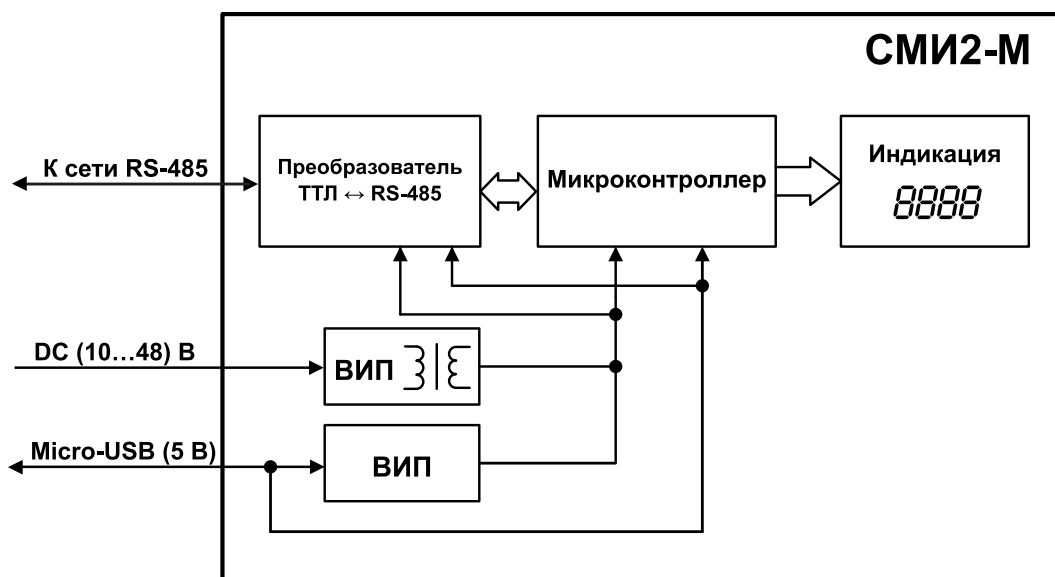 СМИ2-М
К сети RS-485
Преобразователь
ТТЛ ↔ RS-485
Микроконтроллер
Индикация
8888
DC (10...48) В
ВИП
Micro-USB (5 В)
ВИП